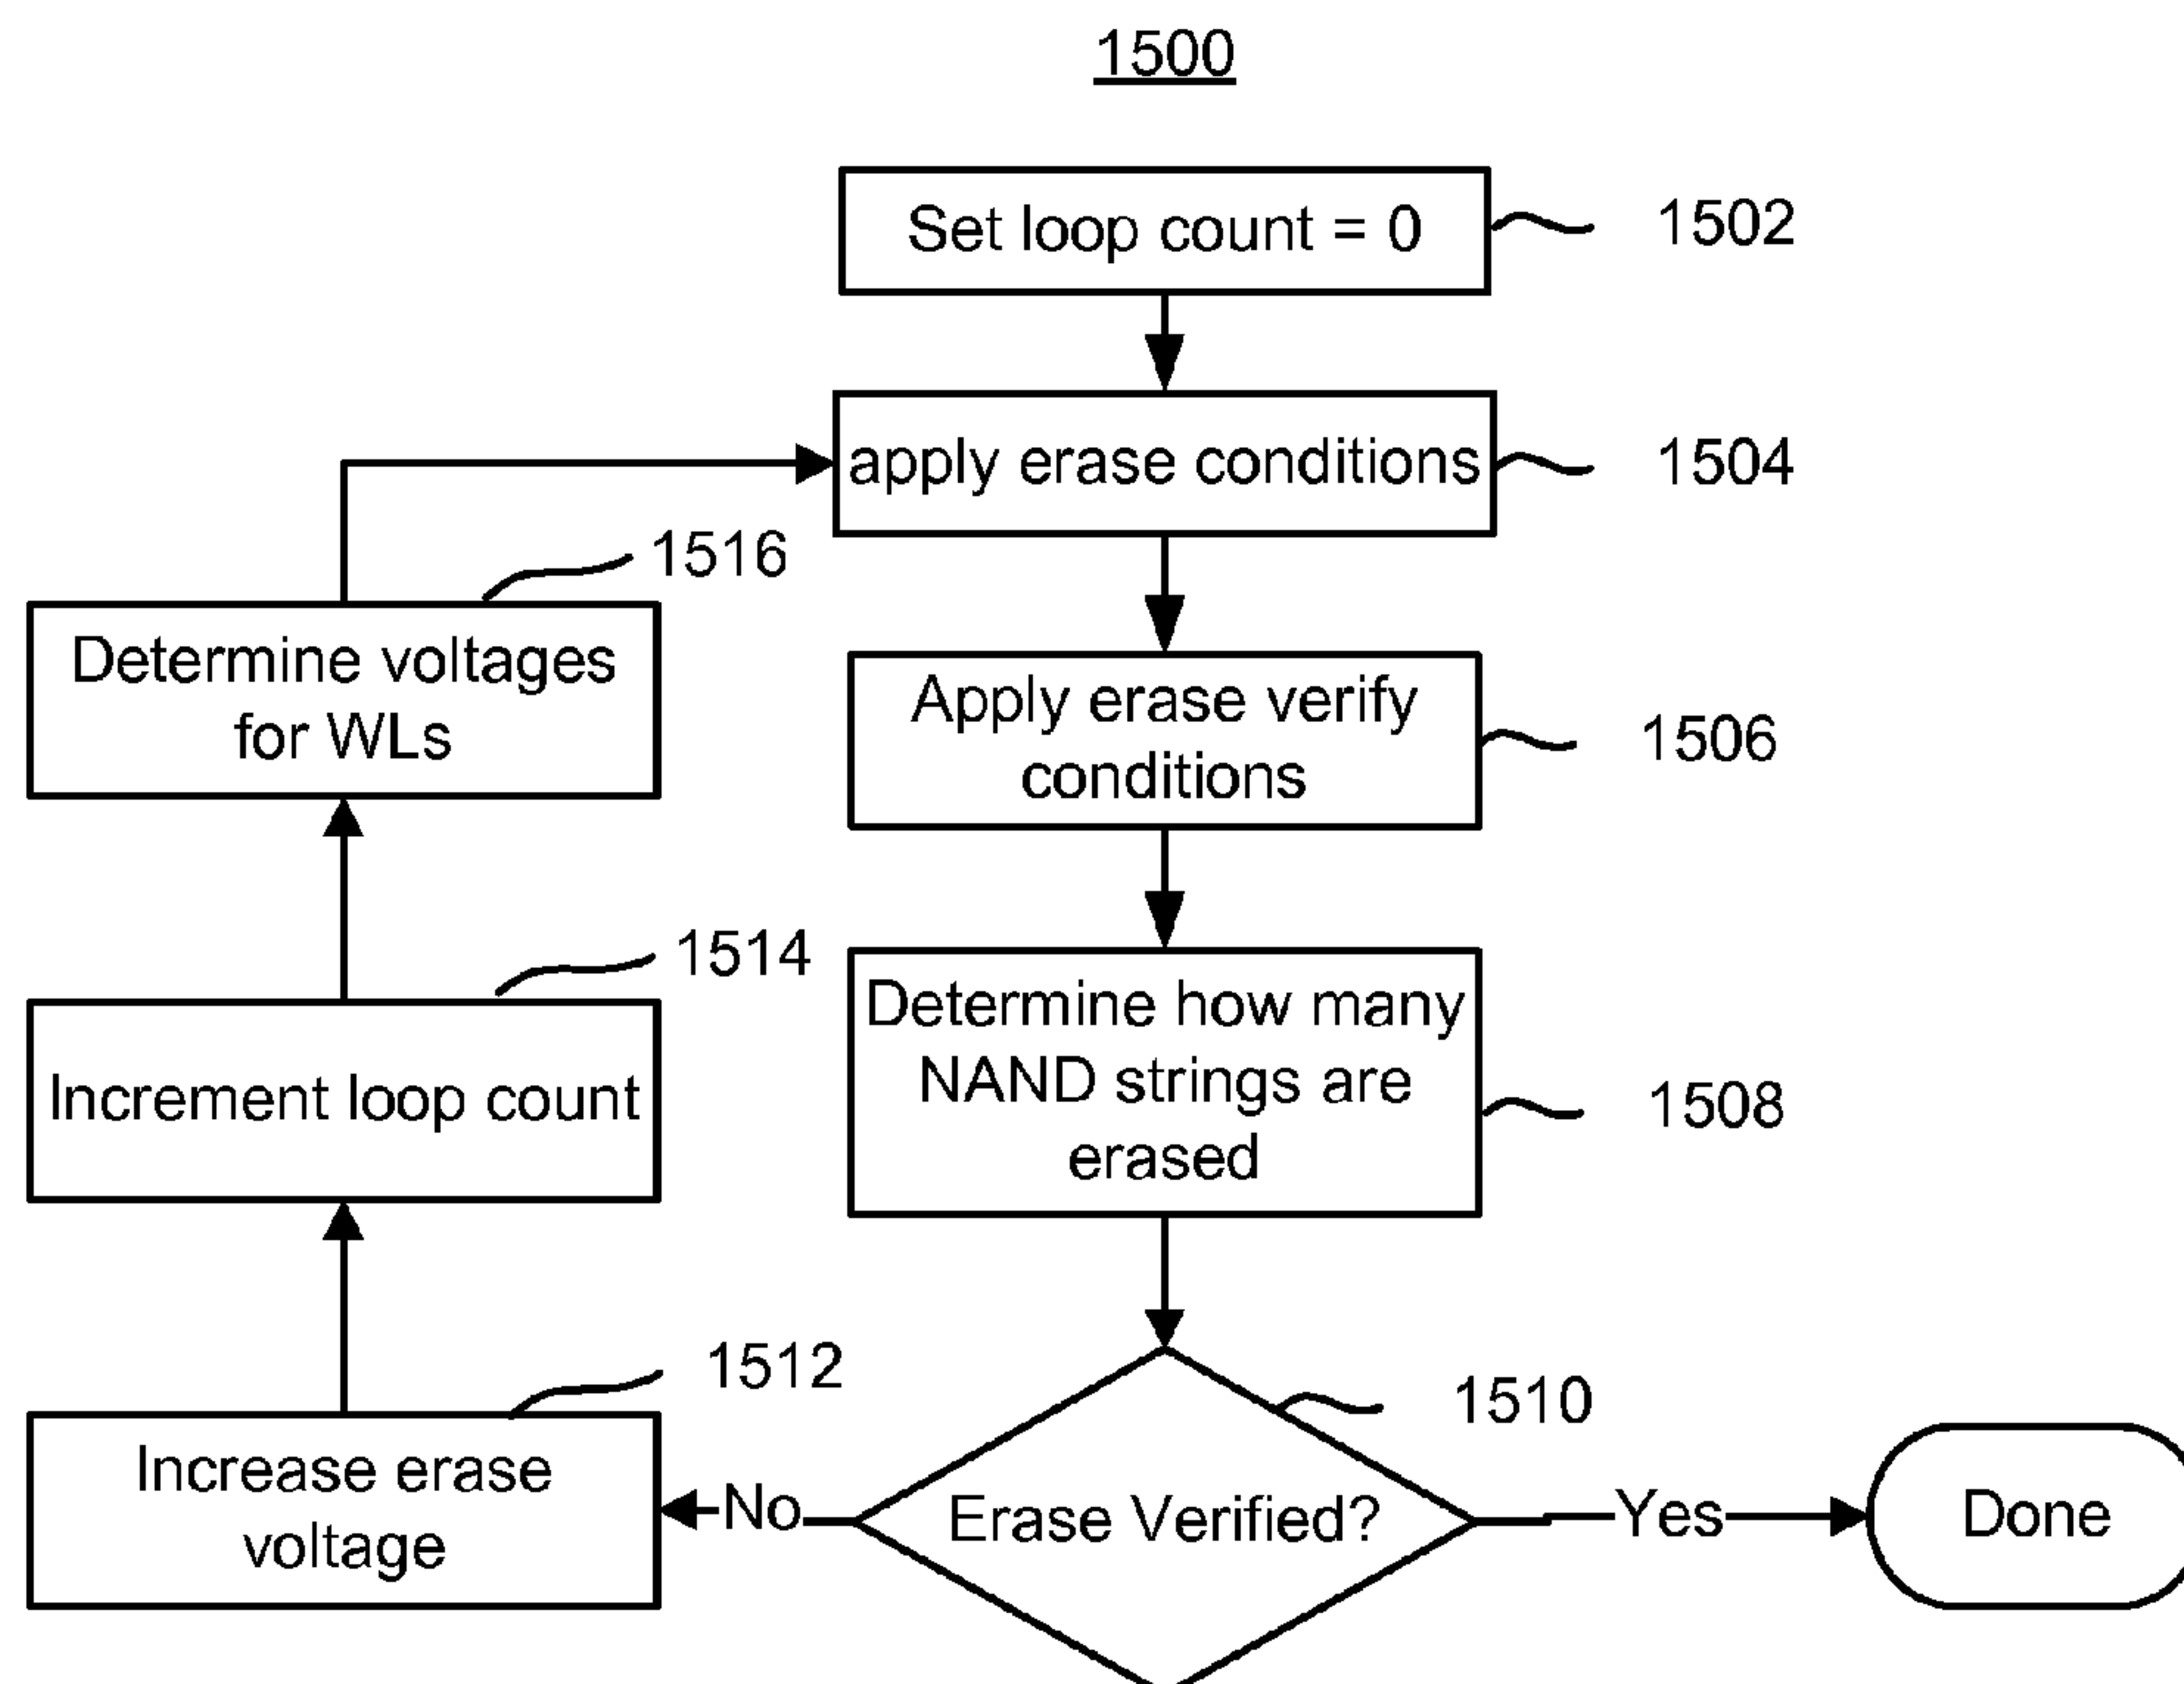 1500
Set loop count = 0
1502
apply erase conditions
1504
1516
Determine voltages
for WLs
Apply erase verify
conditions
1506
1514
Increment loop count
Determine how many
NAND strings are
erased
1508
1512
Increase erase
voltage
No
1510
Erase Verified?
Yes
Done